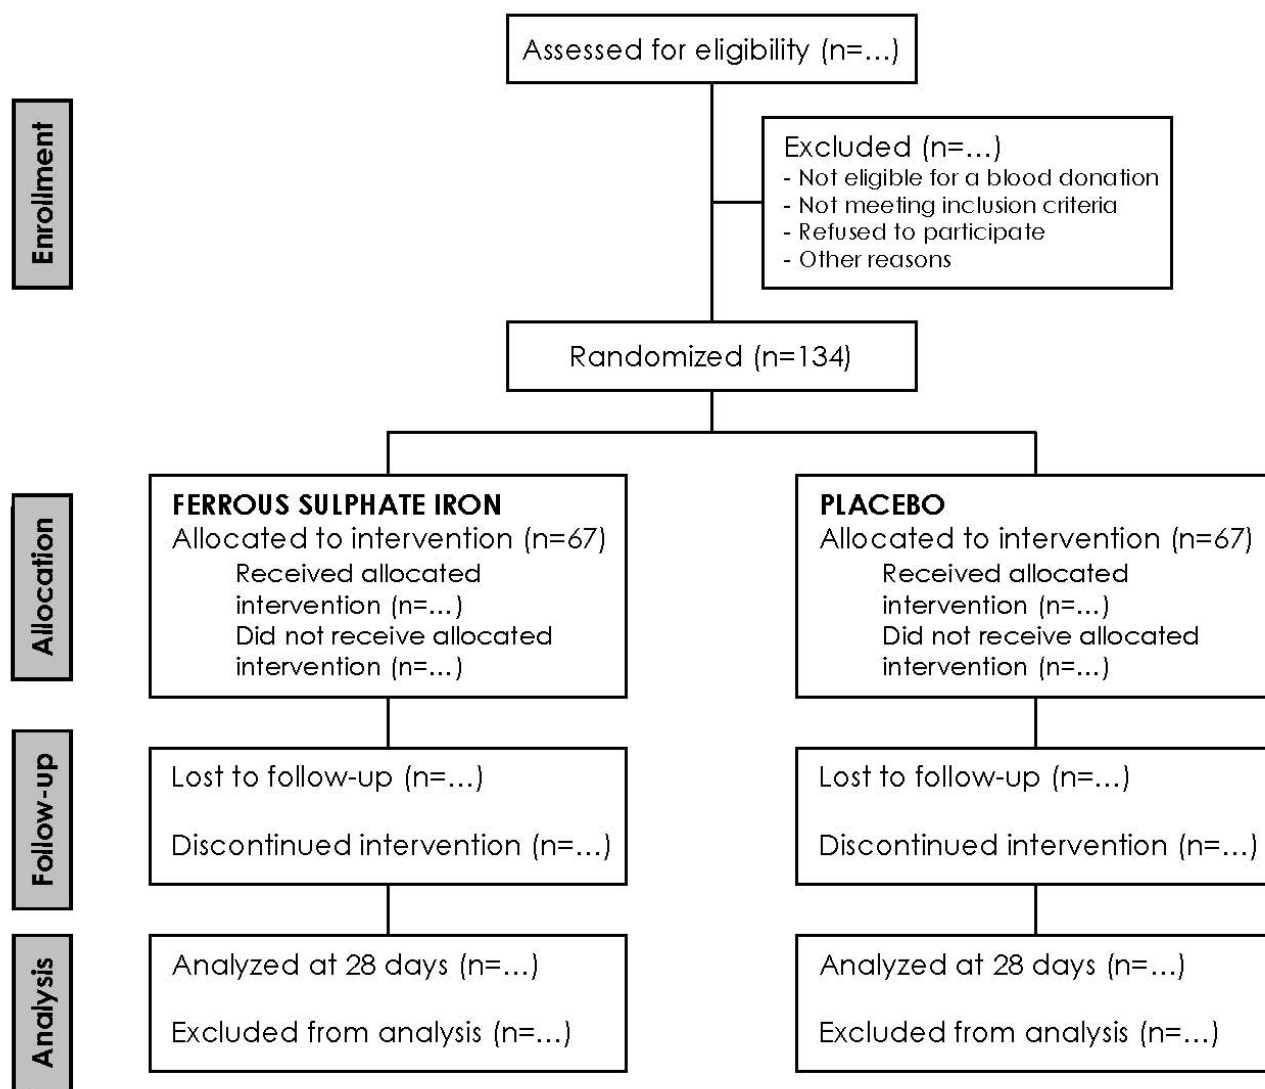 Assessed for eligibility (n=...)
Enrollment
Excluded (n=...)
- Not eligible for a blood donation
- Not meeting inclusion criteria
- Refused to participate
- Other reasons
Randomized (n=134)
Allocation
FERROUS SULPHATE IRON
Allocated to intervention (n=67)
Received allocated
intervention (n=...)
Did not receive allocated
intervention (n=...)
PLACEBO
Allocated to intervention (n=67)
Received allocated
intervention (n=...)
Did not receive allocated
intervention (n=...)
Follow-up
Lost to follow-up (n=...)
Discontinued intervention (n=...)
Lost to follow-up (n=...)
Discontinued intervention (n=...)
Analysis
Analyzed at 28 days (n=...)
Excluded from analysis (n=...)
Analyzed at 28 days (n=...)
Excluded from analysis (n=...)